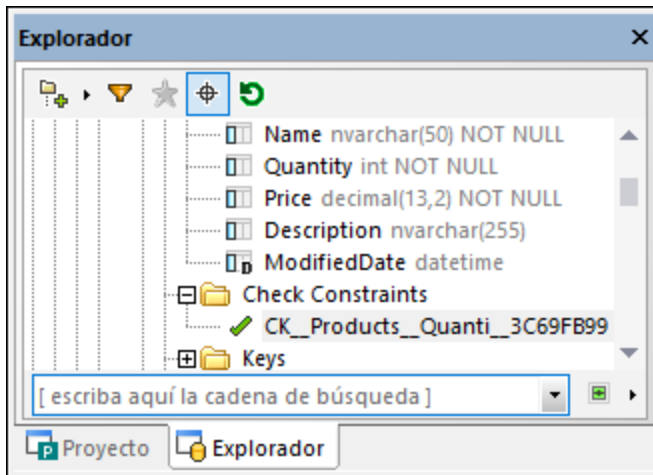 Explorador
Name nvarchar(50) NOT NULL
Quantity int NOT NULL
Price decimal(13,2) NOT NULL
Description nvarchar(255)
ModifiedDate datetime
Check Constraints
CK__Products__Quanti__3C69FB99
Keys
[ escriba aquí la cadena de búsqueda ]
Proyecto Explorador